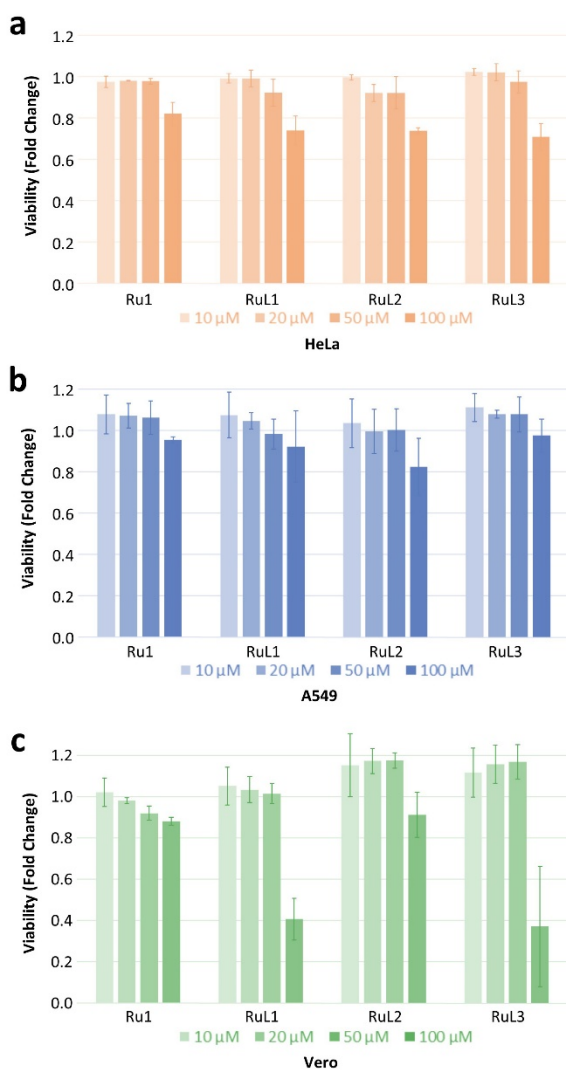 a
Viability (Fold Change)
1.2
1.0
0.8
0.6
0.4
0.2
0.0
Ru1 RuL1 RuL2 RuL3
10 µM 20 µM 50 µM 100 µM
HeLa
b
Viability (Fold Change)
1.2
1.0
0.8
0.6
0.4
0.2
0.0
Ru1 RuL1 RuL2 RuL3
10 µM 20 µM 50 µM 100 µM
A549
c
Viability (Fold Change)
1.2
1.0
0.8
0.6
0.4
0.2
0.0
Ru1 RuL1 RuL2 RuL3
10 µM 20 µM 50 µM 100 µM
Vero